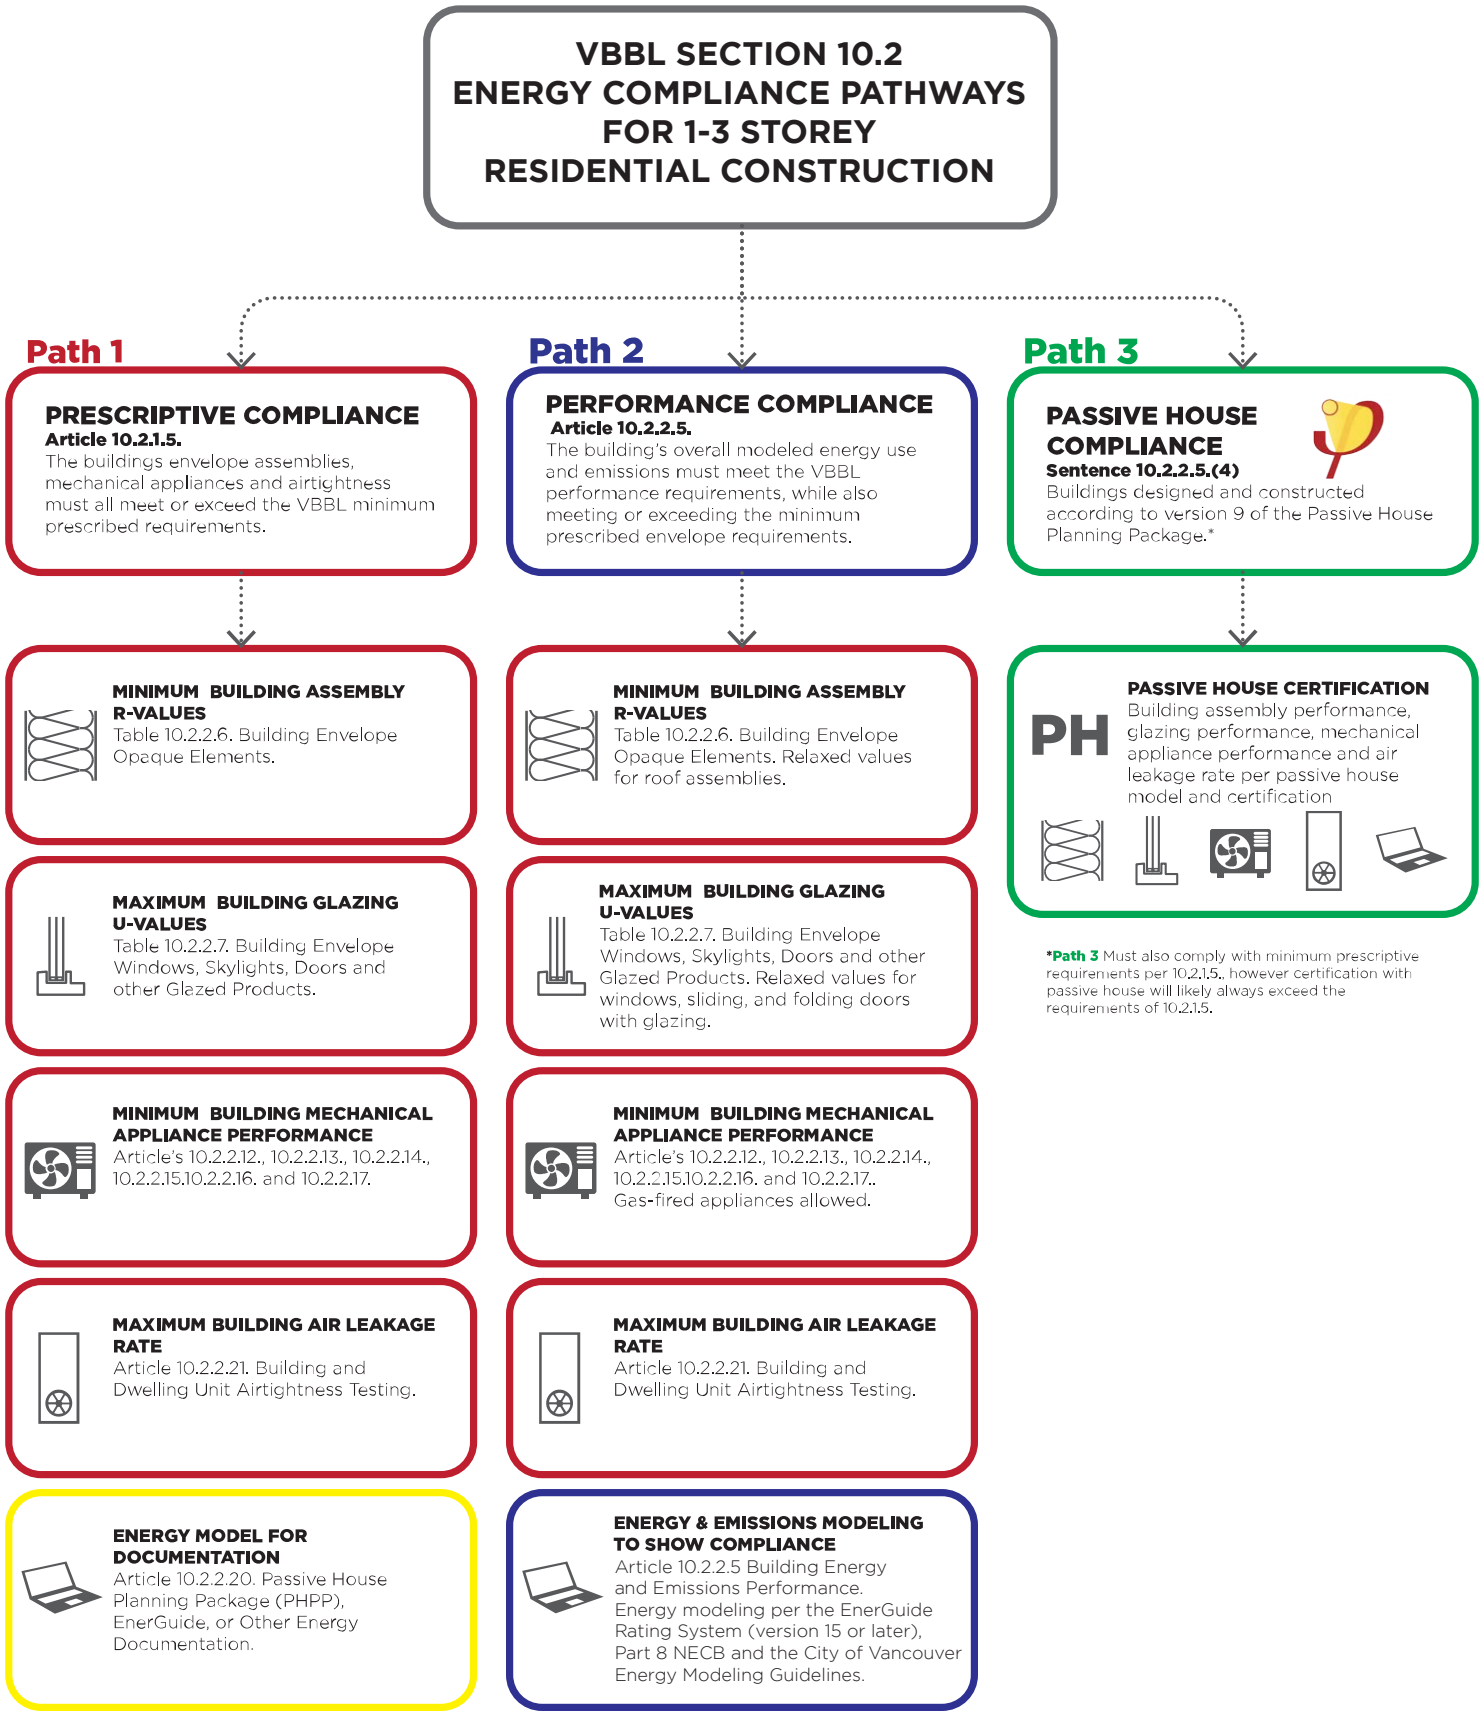 VBBL SECTION 10.2
ENERGY COMPLIANCE PATHWAYS
FOR 1-3 STOREY
RESIDENTIAL CONSTRUCTION
Path 1
PRESCRIPTIVE COMPLIANCE
Article 10.2.1.5.
The buildings envelope assemblies,
mechanical appliances and airtightness
must all meet or exceed the VBBL minimum
prescribed requirements.
MINIMUM BUILDING ASSEMBLY
R-VALUES
Table 10.2.2.6. Building Envelope
Opaque Elements.
MAXIMUM BUILDING GLAZING
U-VALUES
Table 10.2.2.7. Building Envelope
Windows, Skylights, Doors and
other Glazed Products.
MINIMUM BUILDING MECHANICAL
APPLIANCE PERFORMANCE
Article's 10.2.2.12., 10.2.2.13., 10.2.2.14.,
10.2.2.15.10.2.2.16. and 10.2.2.17.
MAXIMUM BUILDING AIR LEAKAGE
RATE
Article 10.2.2.21. Building and
Dwelling Unit Airtightness Testing.
ENERGY MODEL FOR
DOCUMENTATION
Article 10.2.2.20. Passive House
Planning Package (PHPP),
EnerGuide, or Other Energy
Documentation.
Path 2
PERFORMANCE COMPLIANCE
Article 10.2.2.5.
The building's overall modeled energy use
and emissions must meet the VBBL
performance requirements, while also
meeting or exceeding the minimum
prescribed envelope requirements.
MINIMUM BUILDING ASSEMBLY
R-VALUES
Table 10.2.2.6. Building Envelope
Opaque Elements. Relaxed values
for roof assemblies.
MAXIMUM BUILDING GLAZING
U-VALUES
Table 10.2.2.7. Building Envelope
Windows, Skylights, Doors and other
Glazed Products. Relaxed values for
windows, sliding, and folding doors
with glazing.
MINIMUM BUILDING MECHANICAL
APPLIANCE PERFORMANCE
Article's 10.2.2.12., 10.2.2.13., 10.2.2.14.,
10.2.2.15.10.2.2.16. and 10.2.2.17..
Gas-fired appliances allowed.
MAXIMUM BUILDING AIR LEAKAGE
RATE
Article 10.2.2.21. Building and
Dwelling Unit Airtightness Testing.
ENERGY & EMISSIONS MODELING
TO SHOW COMPLIANCE
Article 10.2.2.5 Building Energy
and Emissions Performance.
Energy modeling per the EnerGuide
Rating System (version 15 or later),
Part 8 NECB and the City of Vancouver
Energy Modeling Guidelines.
Path 3
PASSIVE HOUSE
COMPLIANCE
Sentence 10.2.2.5.(4)
Buildings designed and constructed
according to version 9 of the Passive House
Planning Package.*
PH
PASSIVE HOUSE CERTIFICATION
Building assembly performance,
glazing performance, mechanical
appliance performance and air
leakage rate per passive house
model and certification
*Path 3 Must also comply with minimum prescriptive
requirements per 10.2.1.5., however certification with
passive house will likely always exceed the
requirements of 10.2.1.5.